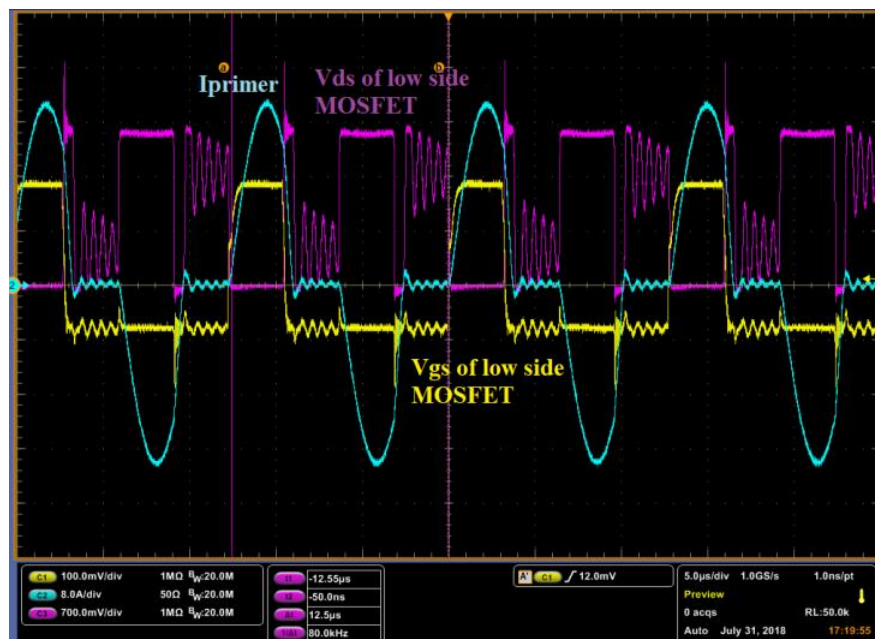 a
b
Iprimer
Vds of low side
MOSFET
2
Vgs of low side
MOSFET
C1 100.0mV/div 1MΩ BW:20.0M
C2 8.0A/div 50Ω BW:20.0M
C3 700.0mV/div 1MΩ BW:20.0M
t1 -12.55µs
t2 -50.0ns
Δt 12.5µs
1/Δt 80.0kHz
A' C1 12.0mV
5.0µs/div 1.0GS/s 1.0ns/pt
Preview
0 acqs RL:50.0k
Auto July 31, 2018 17:19:55